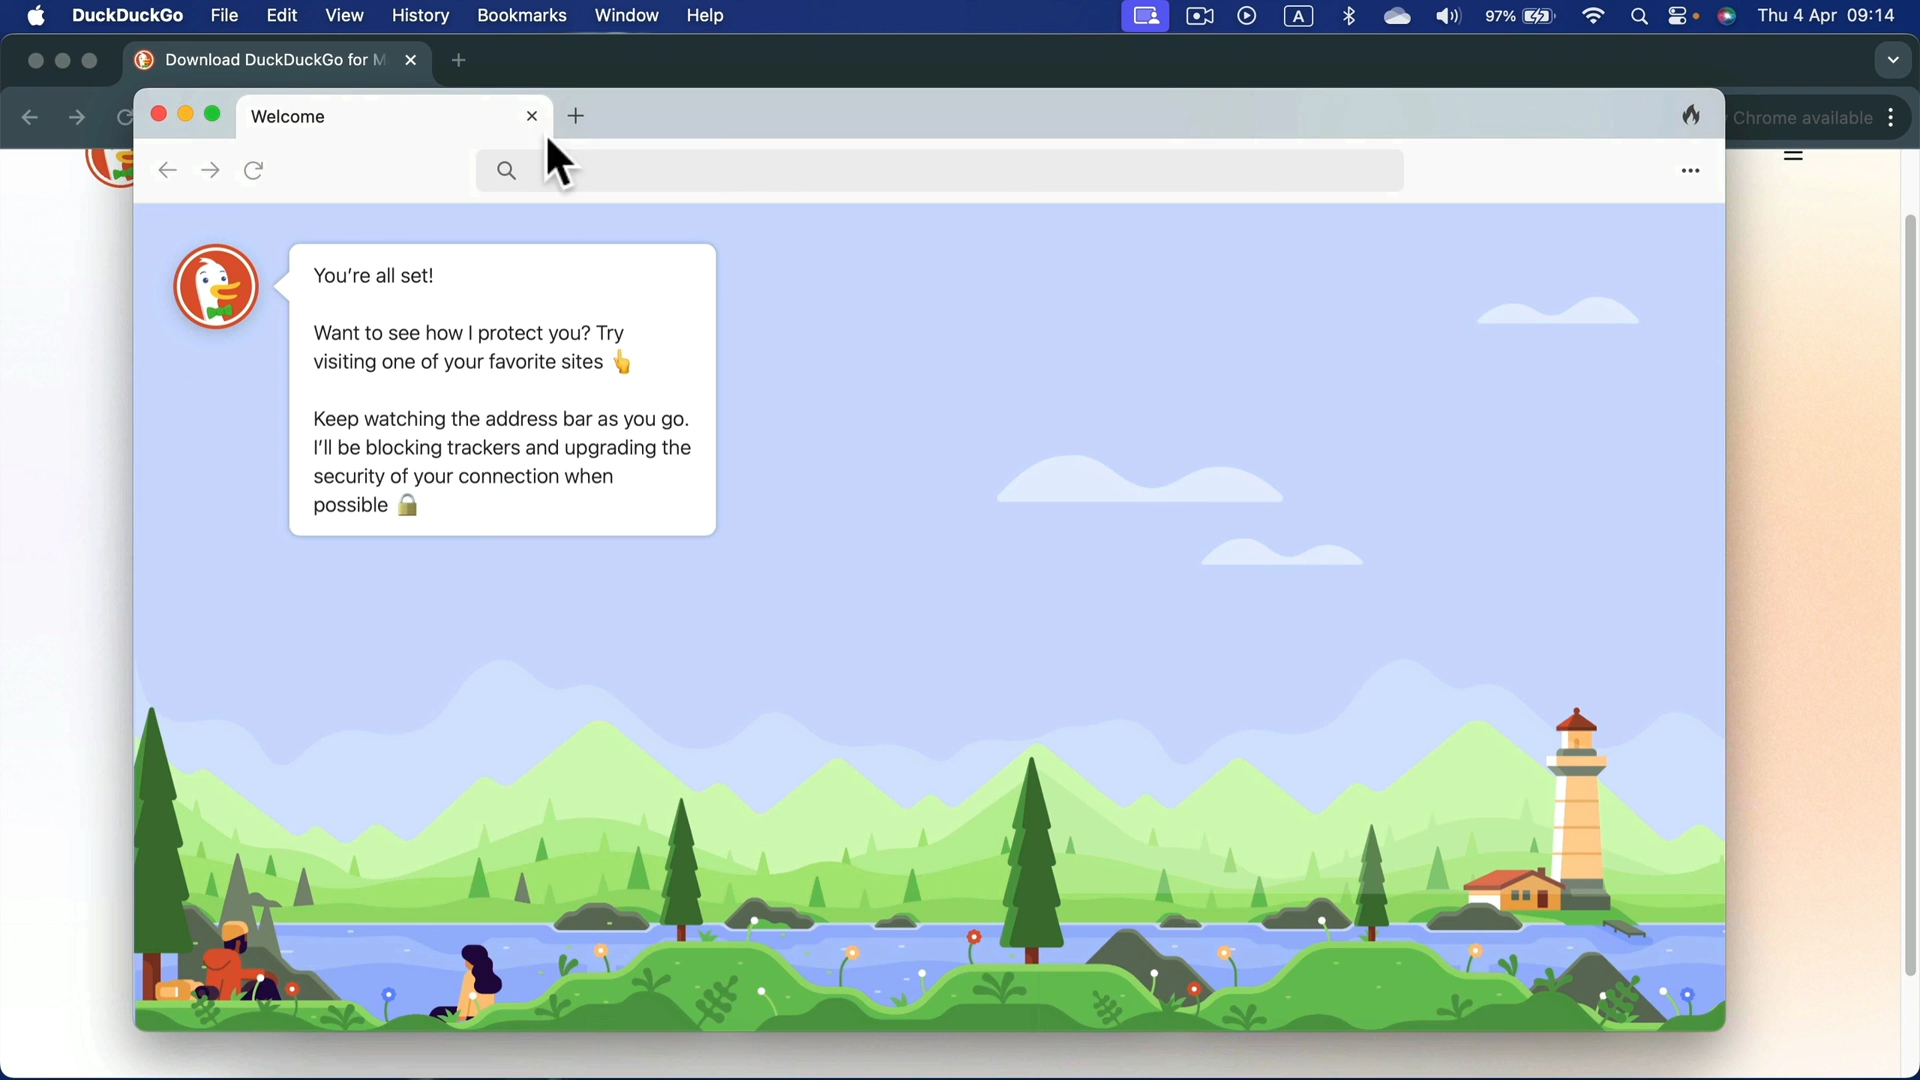 DuckDuckGo File Edit View History Bookmarks Window Help A 97% Thu 4 Apr 09:14
Download DuckDuckGo for M
Welcome
Chrome available
You're all set!
Want to see how I protect you? Try
visiting one of your favorite sites 👆
Keep watching the address bar as you go.
I'll be blocking trackers and upgrading the
security of your connection when
possible 🔒